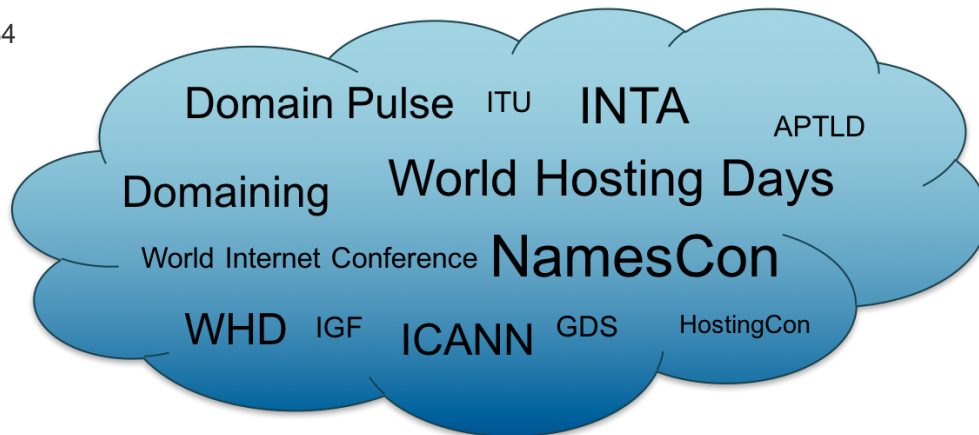 4
Domain Pulse ITU INTA APTLD
Domaining World Hosting Days
World Internet Conference NamesCon
WHD IGF ICANN GDS HostingCon